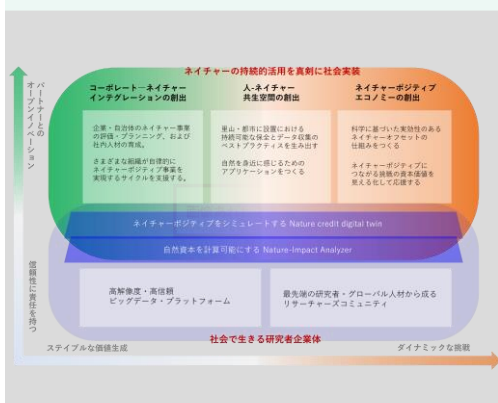 ネイチャーの持続的活用を真剣に社会実装
コーポレートーネイチャー
インテグレーションの創出
企業・自治体のネイチャー事業
の評価・プランニング、および
社内人材の育成。
さまざまな組織が自律的に
ネイチャーポジティブ事業を
実現するサイクルを支援する。
人-ネイチャー
共生空間の創出
里山・都市に設置における
持続可能な保全とデータ収集の
ベストプラクティスを生み出す
自然を身近に感じるための
アプリケーションをつくる
ネイチャーポジティブ
エコノミーの創出
科学に基づいた実効性のある
ネイチャーオフセットの
仕組みをつくる
ネイチャーポジティブに
つながる挑戦の資本価値を
見える化して応援する
ネイチャーポジティブをシミュレートする Nature credit digital twin
自然資本を計算可能にする Nature-Impact Analyzer
高解像度・高信頼
ビッグデータ・プラットフォーム
最先端の研究者・グローバル人材から成る
リサーチャーズコミュニティ
社会で生きる研究者企業体
パートナーとの
オープンイノベーション
信頼性に責任を持つ
ステイブルな価値生成
ダイナミックな挑戦